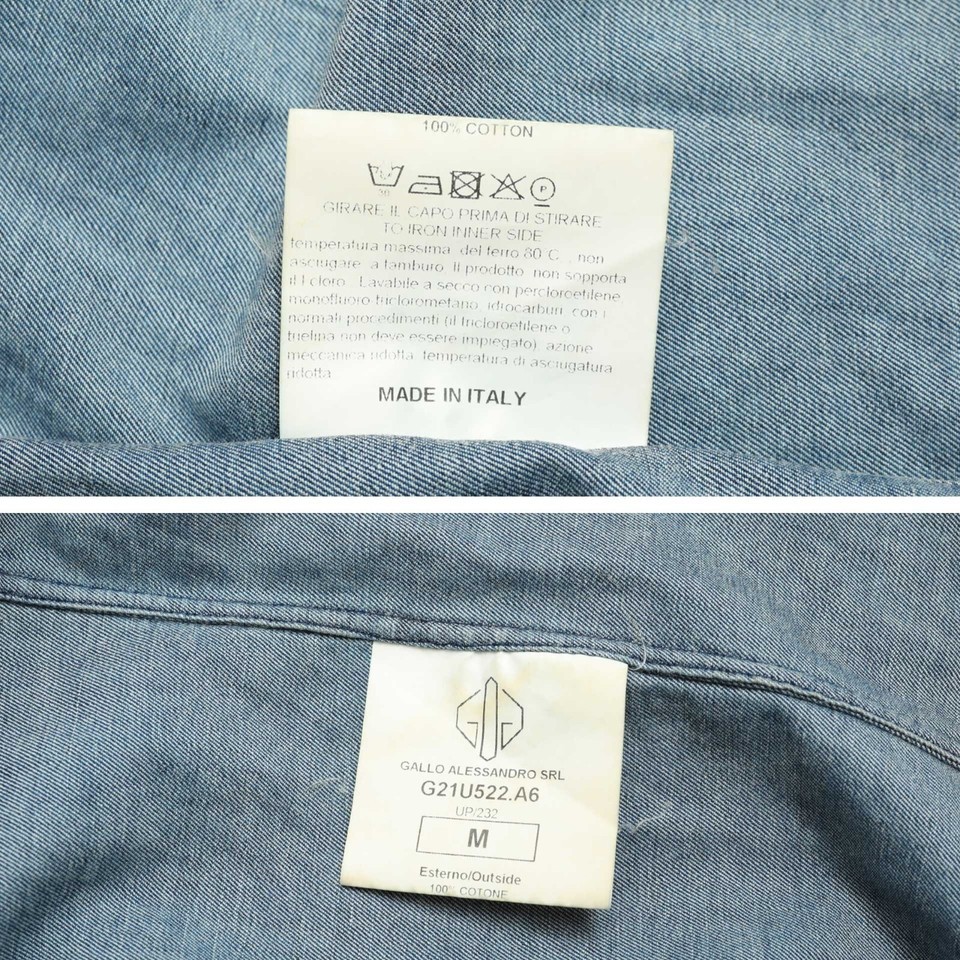 100% COTTON
30
P
GIRARE IL CAPO PRIMA DI STIRARE
TO IRON INNER SIDE
temperatura massima del ferro 80°C. , non
asciugare a tamburo. Il prodotto non sopporta
il l cloro . Lavabile a secco con percloroetilene,
monofluoro triclorometano, idrocarburi, con i
normali procedimenti (il tricloroetilene o
trielina non deve essere impiegato), azione
meccanica ridotta, temperatura di asciugatura
ridotta.
MADE IN ITALY
GALLO ALESSANDRO SRL
G21U522.A6
UP/232
M
Esterno/Outside
100% COTONE